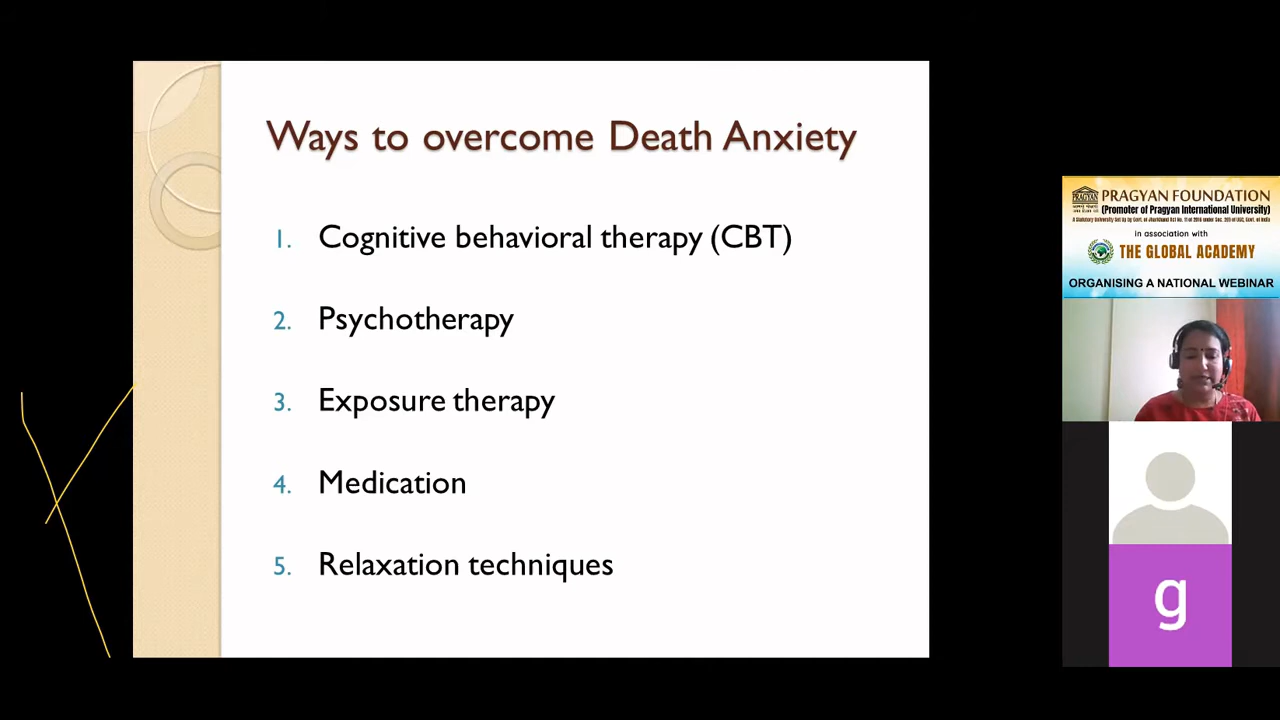 Ways to overcome Death Anxiety
1. Cognitive behavioral therapy (CBT)
2. Psychotherapy
3. Exposure therapy
4. Medication
5. Relaxation techniques
PRAGYAN FOUNDATION
(Promoter of Pragyan International University)
in association with
THE GLOBAL ACADEMY
ORGANISING A NATIONAL WEBINAR
g